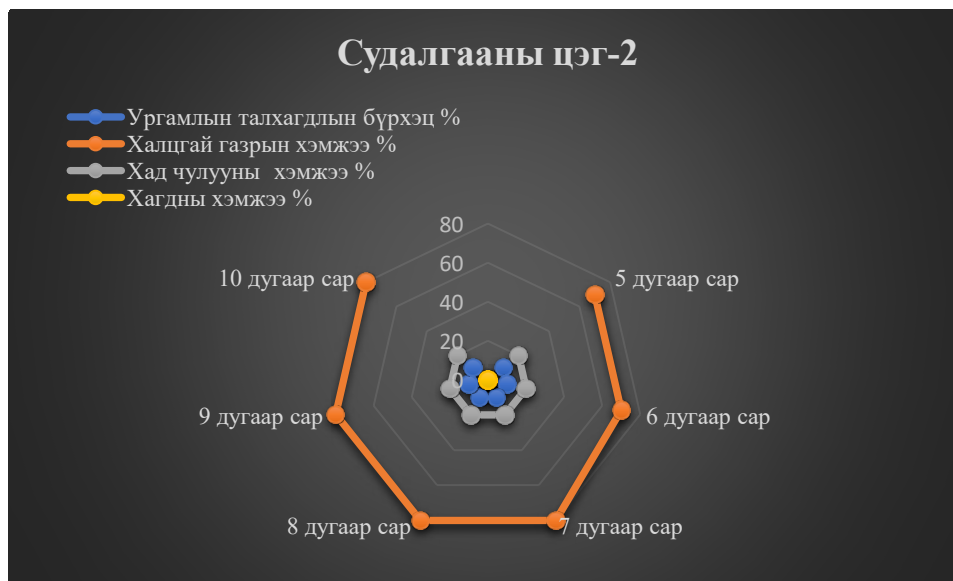 Судалгааны цэг-2
Ургамлын талхагдлын бүрхэц %
Халцгай газрын хэмжээ %
Хад чулууны хэмжээ %
Хагдны хэмжээ %
80
60
40
20
0
5 дугаар сар
6 дугаар сар
7 дугаар сар
8 дугаар сар
9 дугаар сар
10 дугаар сар